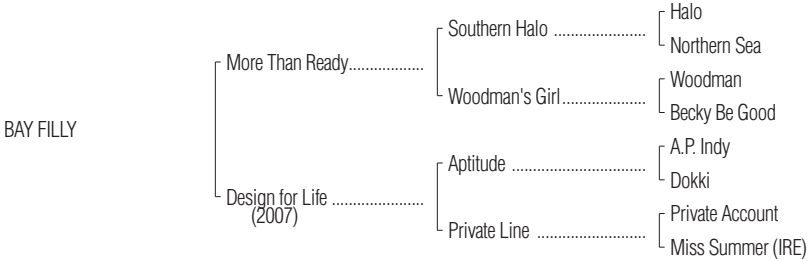 Halo
Southern Halo ......................
Northern Sea
More Than Ready..................
Woodman
Woodman's Girl....................
Becky Be Good
BAY FILLY
A.P. Indy
Aptitude ................................
Dokki
Design for Life ......................
(2007)
Private Account
Private Line ..........................
Miss Summer (IRE)